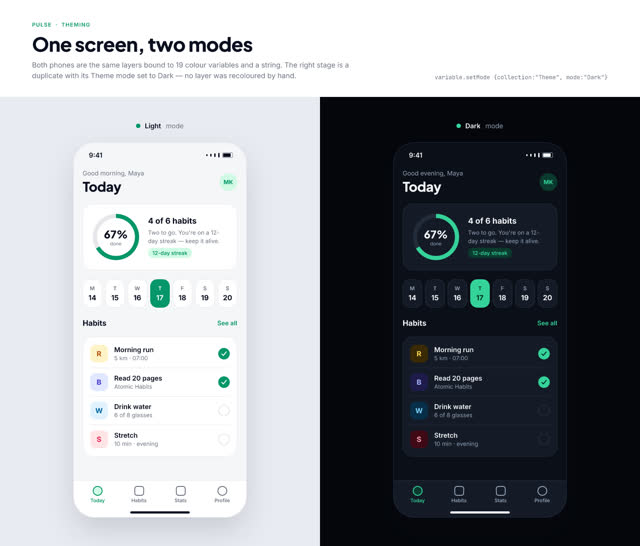 PULSE · THEMING
One screen, two modes
Both phones are the same layers bound to 19 colour variables and a string. The right stage is a
duplicate with its Theme mode set to Dark — no layer was recoloured by hand.
variable.setMode {collection:"Theme", mode:"Dark"}
Light mode
9:41
Good morning, Maya
Today
MK
67%
done
4 of 6 habits
Two to go. You're on a 12-
day streak — keep it alive.
12-day streak
M T W T F S S
14 15 16 17 18 19 20
Habits See all
R Morning run
5 km · 07:00
B Read 20 pages
Atomic Habits
W Drink water
6 of 8 glasses
S Stretch
10 min · evening
Today Habits Stats Profile
Dark mode
9:41
Good evening, Maya
Today
MK
67%
done
4 of 6 habits
Two to go. You're on a 12-
day streak — keep it alive.
12-day streak
M T W T F S S
14 15 16 17 18 19 20
Habits See all
R Morning run
5 km · 07:00
B Read 20 pages
Atomic Habits
W Drink water
6 of 8 glasses
S Stretch
10 min · evening
Today Habits Stats Profile